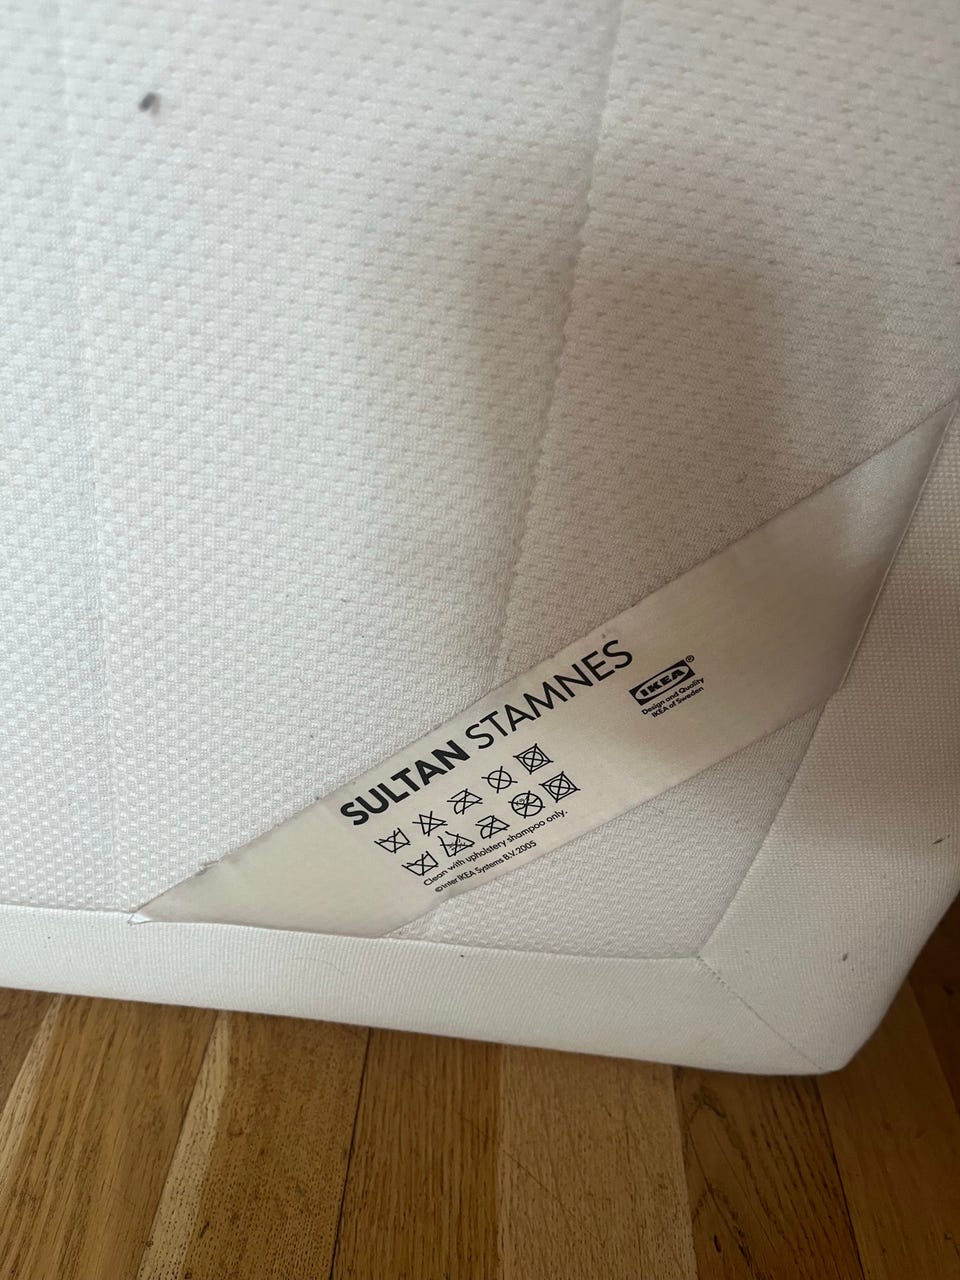 SULTAN STAMNES
IKEA®
Design and Quality
IKEA of Sweden
Clean with upholstery shampoo only.
©Inter IKEA Systems B.V. 2005